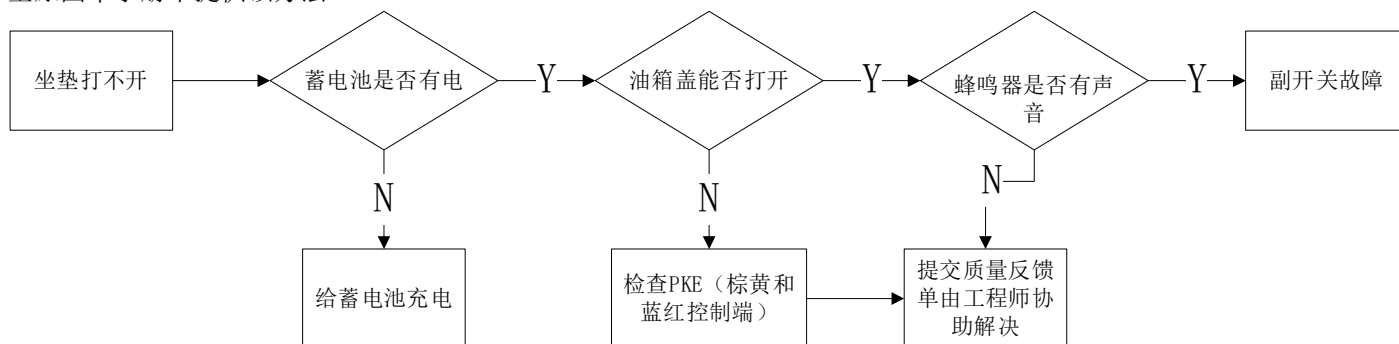 坐垫打不开
蓄电池是否有电
Y
油箱盖能否打开
Y
蜂鸣器是否有声
音
Y
副开关故障
N
N
N
给蓄电池充电
检查PKE（棕黄和
蓝红控制端）
提交质量反馈
单由工程师协
助解决